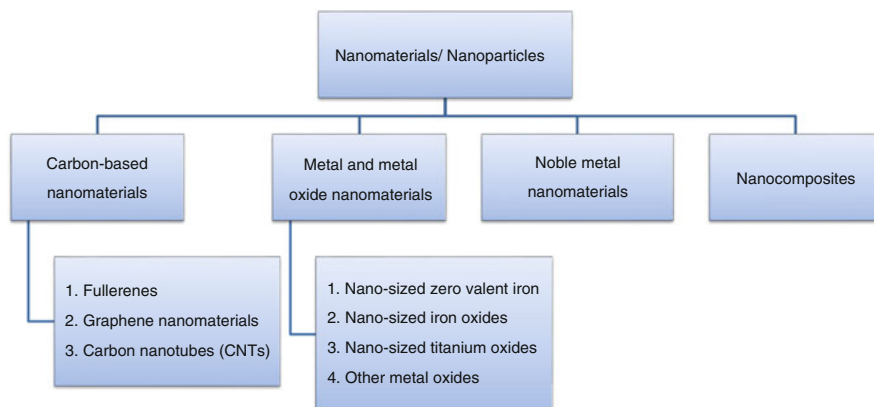 Nanomaterials/ Nanoparticles
Carbon-based
nanomaterials
Metal and metal
oxide nanomaterials
Noble metal
nanomaterials
Nanocomposites
1. Fullerenes
2. Graphene nanomaterials
3. Carbon nanotubes (CNTs)
1. Nano-sized zero valent iron
2. Nano-sized iron oxides
3. Nano-sized titanium oxides
4. Other metal oxides